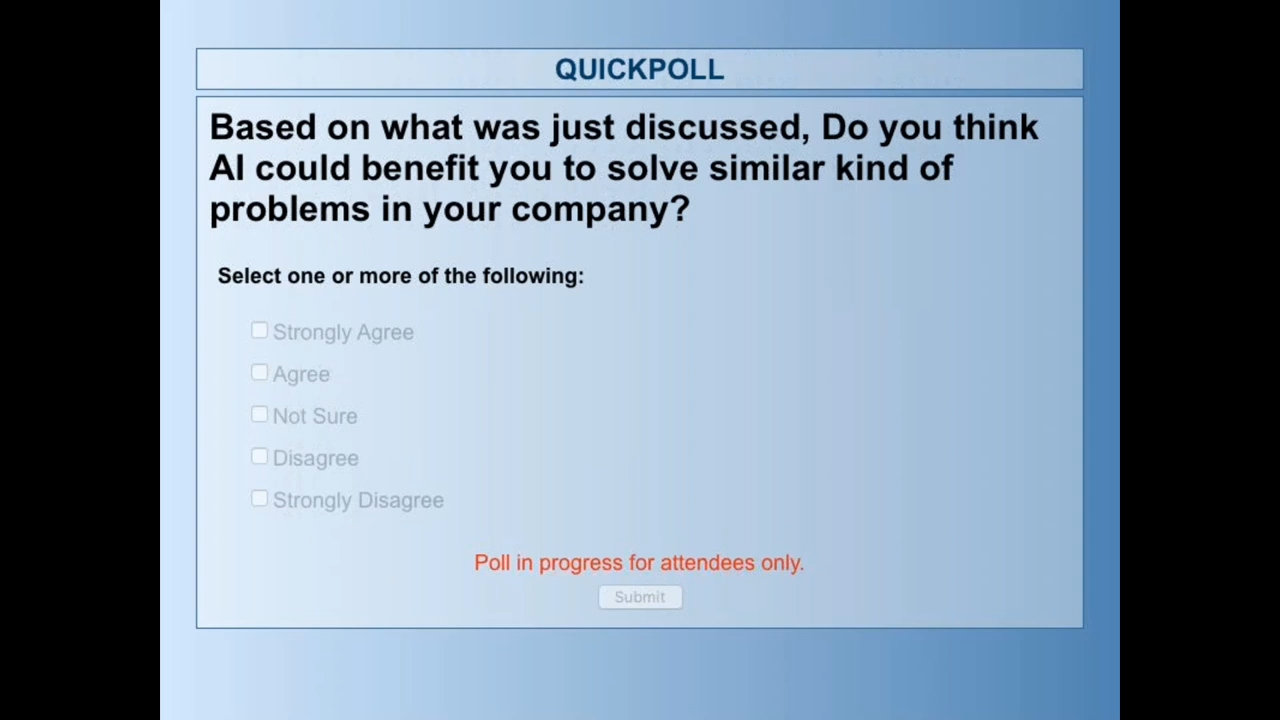 QUICKPOLL
Based on what was just discussed, Do you think
AI could benefit you to solve similar kind of
problems in your company?
Select one or more of the following:
Strongly Agree
Agree
Not Sure
Disagree
Strongly Disagree
Poll in progress for attendees only.
Submit